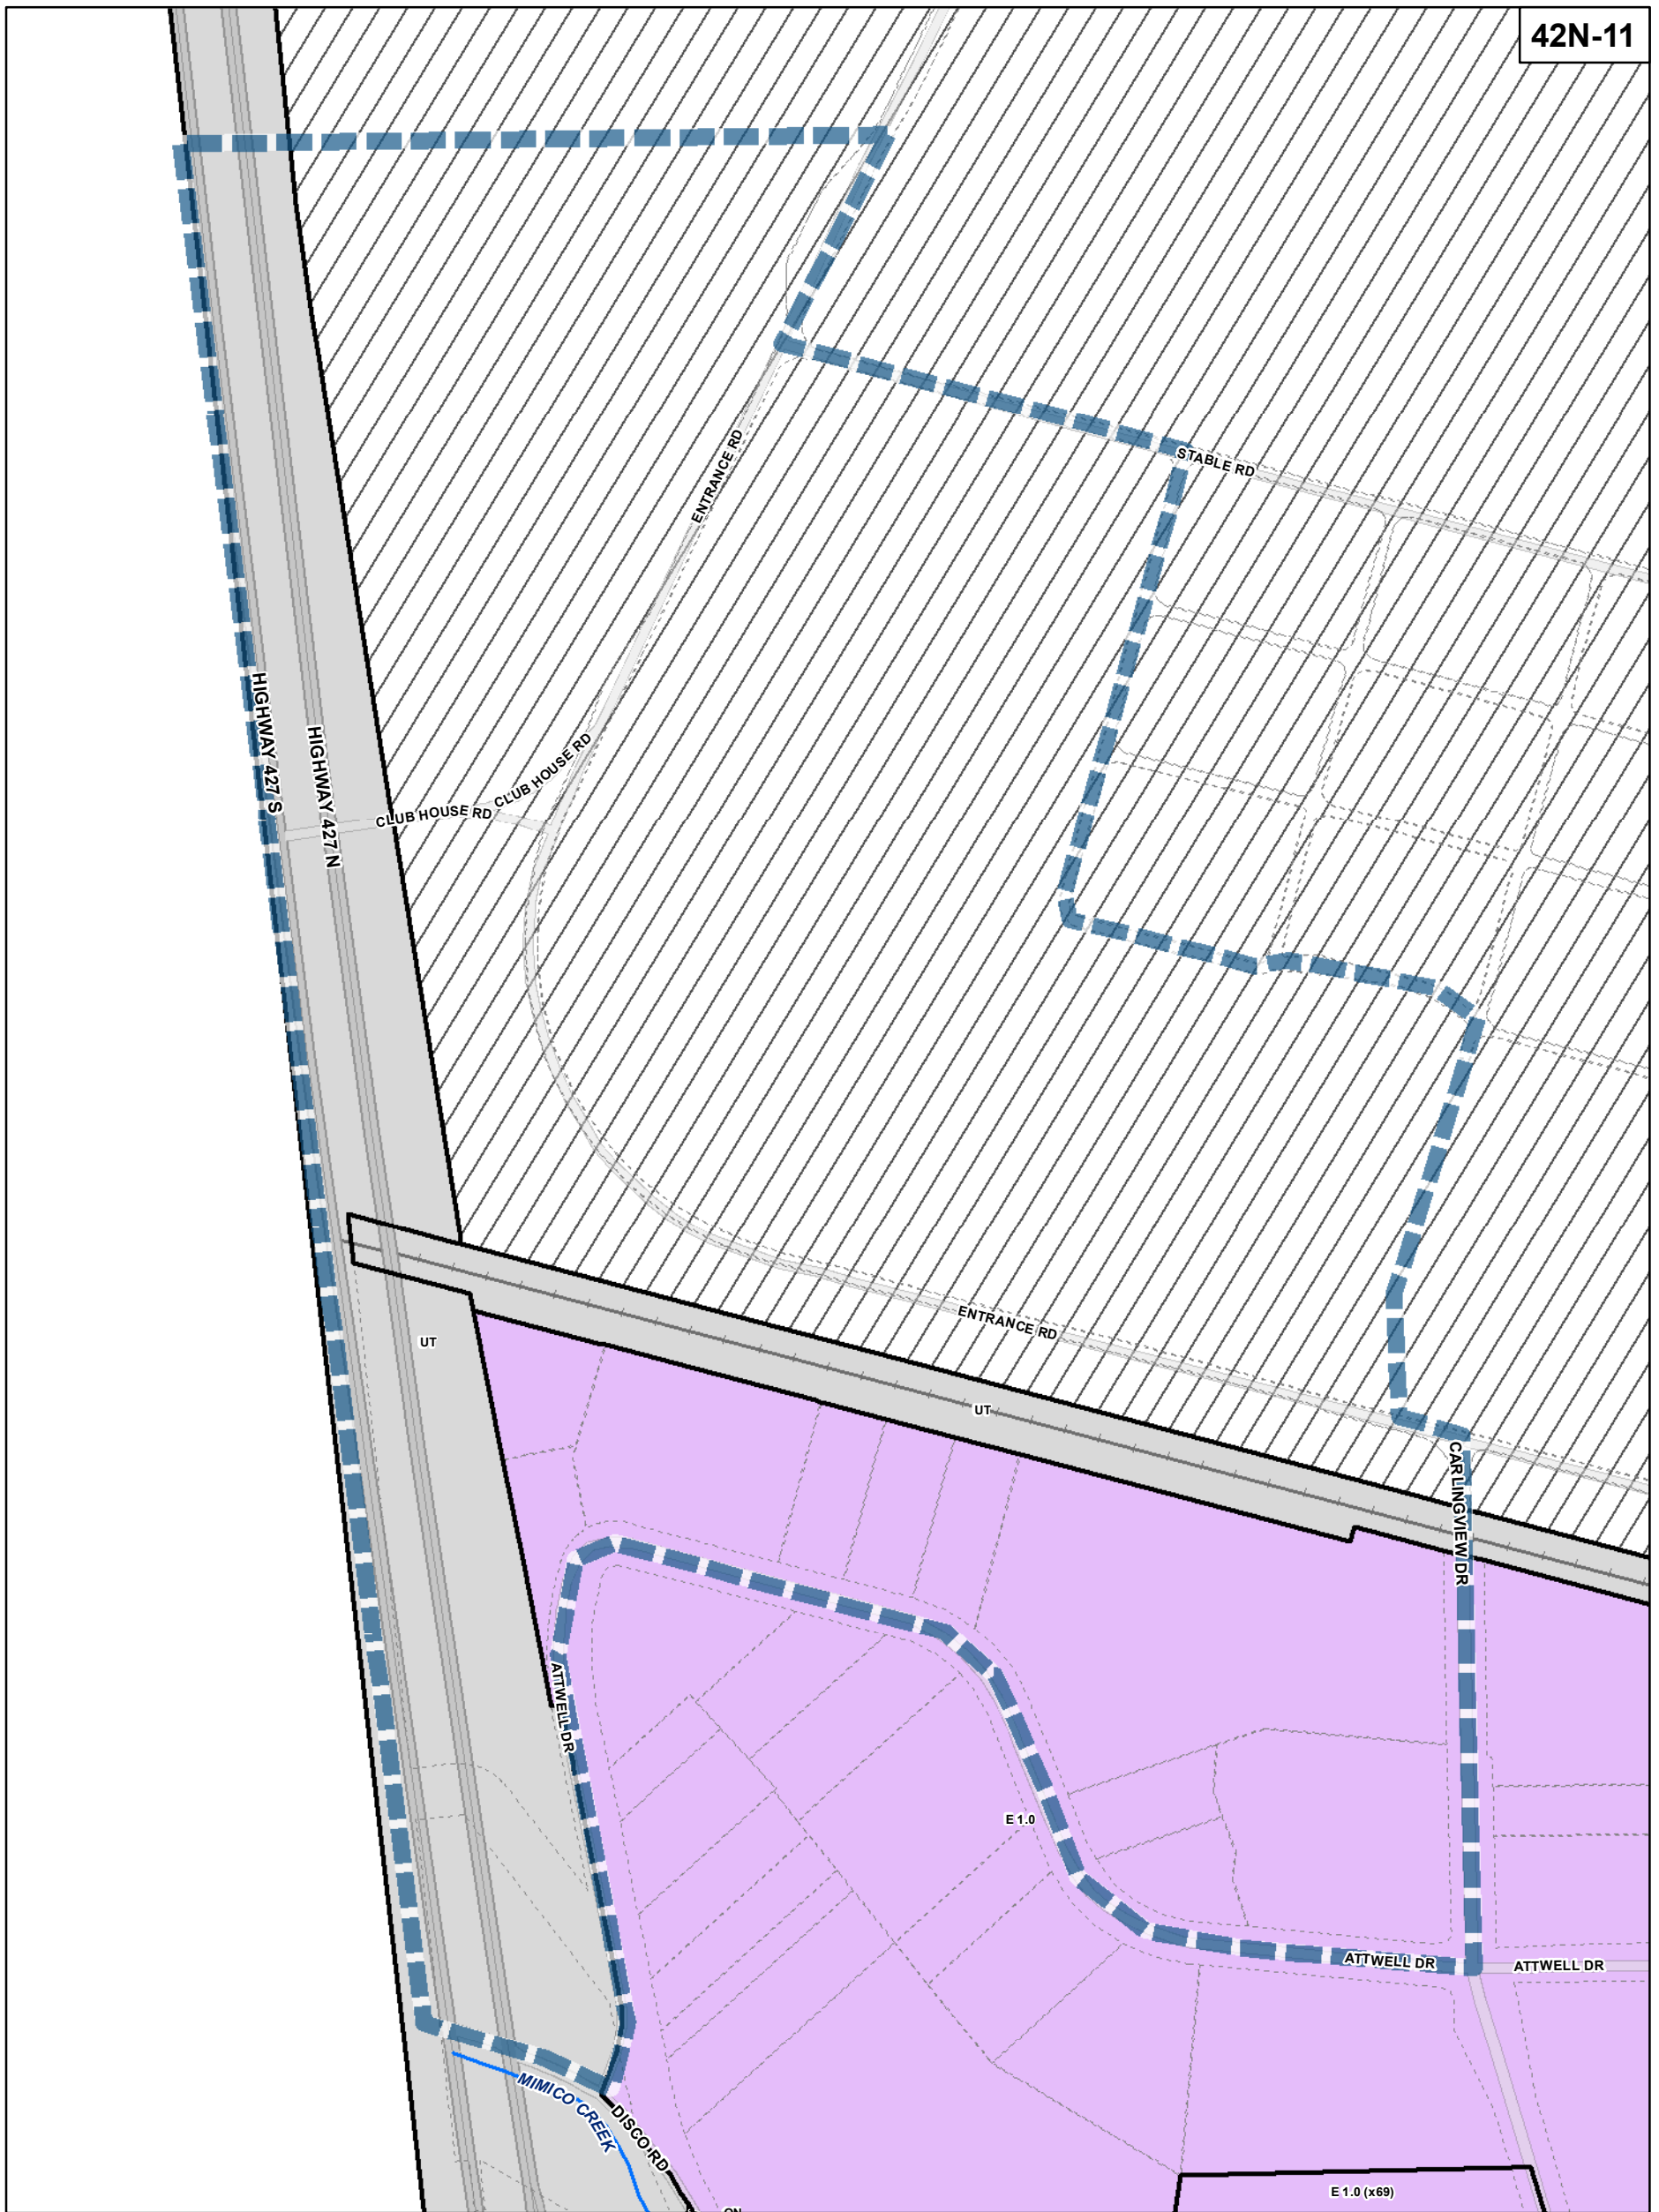 42N-11
ENTRANCE RD
STABLE RD
HIGHWAY 427 S
HIGHWAY 427 N
CLUB HOUSE RD
CLUB HOUSE RD
ENTRANCE RD
UT
UT
CARLINGVIEW DR
ATTWELL DR
E 1.0
ATTWELL DR
ATTWELL DR
MIMICO CREEK
DISCO RD
E 1.0 (x69)